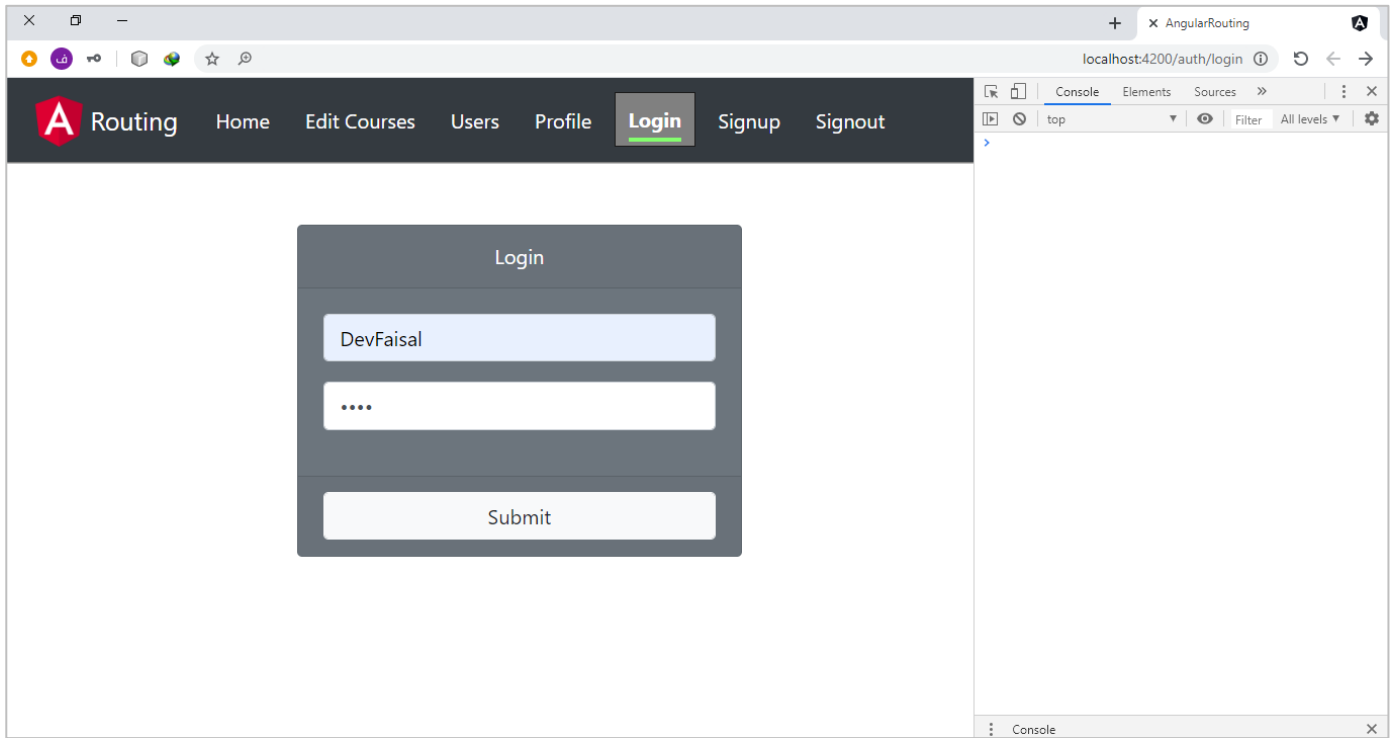 AngularRouting
ف
localhost:4200/auth/login
Routing Home Edit Courses Users Profile Login Signup Signout
Console Elements Sources
top Filter All levels
Login
DevFaisal
••••
Submit
Console